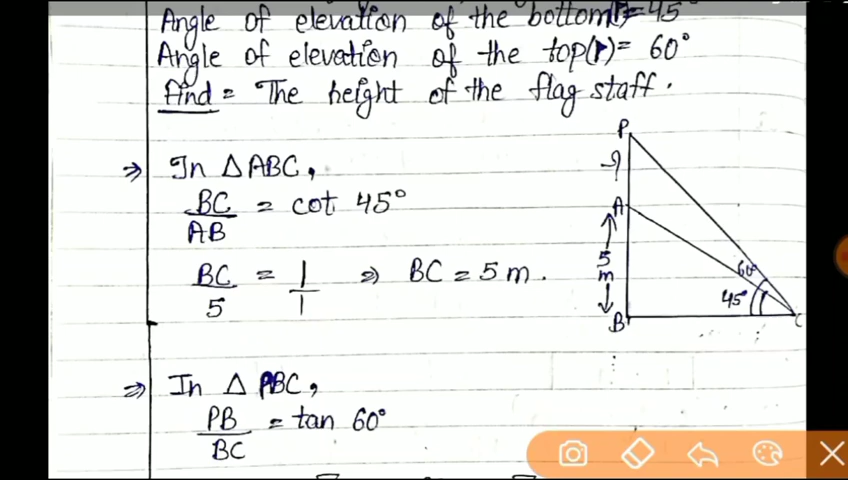 Angle of elevation of the bottom = 45°
Angle of elevation of the top(P) = 60°
Find = The height of the flag staff.
⇒ In △ABC,
BC/AB = cot 45°
BC/5 = 1/1 ⇒ BC = 5 m.
⇒ In △ PBC,
PB/BC = tan 60°
P
?
A
5
m
B
60°
45°
C